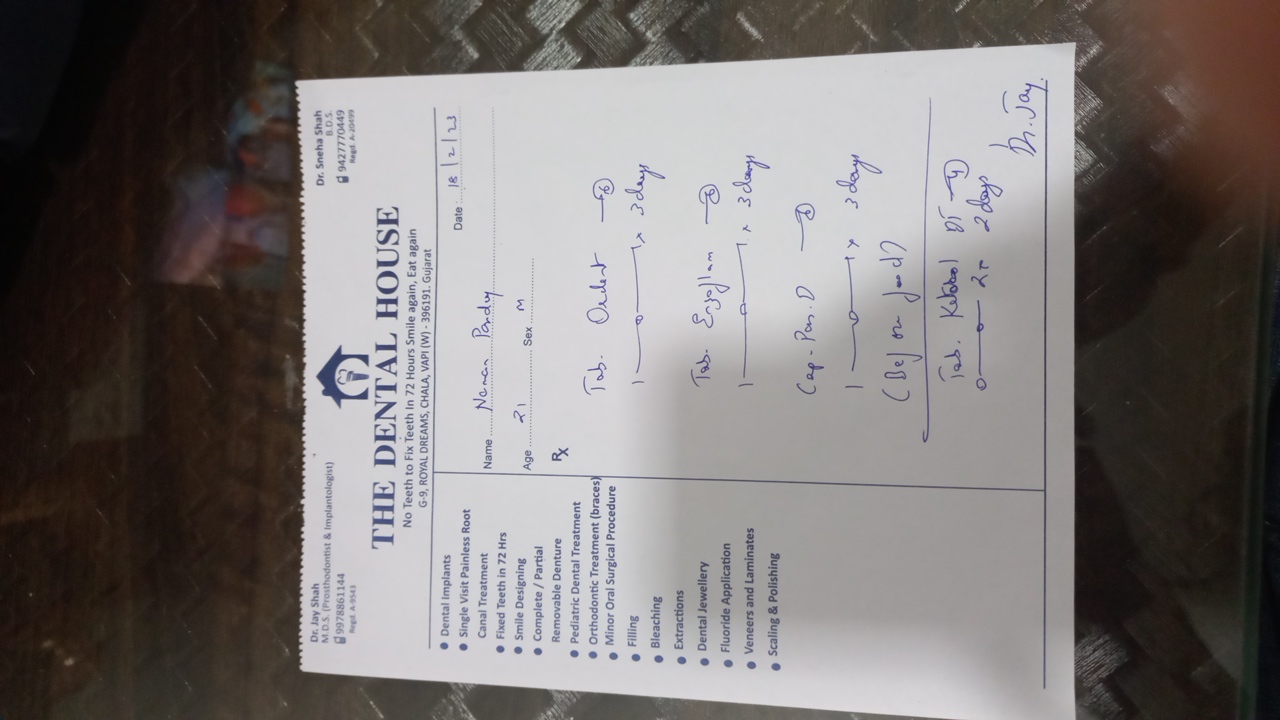 Dr. Jay Shah
M.D.S. (Prosthodontist & Implantologist)
9978861144
Regd. A-9543
Dr. Sneha Shah
B.D.S.
9427770449
Regd. A-20499
THE DENTAL HOUSE
No Teeth to Fix Teeth In 72 Hours Smile again, Eat again
G-9, ROYAL DREAMS, CHALA, VAPI (W) - 396191. Gujarat
Dental Implants
Single Visit Painless Root
Canal Treatment
Fixed Teeth in 72 Hrs
Smile Designing
Complete / Partial
Removable Denture
Pediatric Dental Treatment
Orthodontic Treatment (braces)
Minor Oral Surgical Procedure
Filling
Bleaching
Extractions
Dental Jewellery
Fluoride Application
Veneers and Laminates
Scaling & Polishing
Date : 18/2/23
Name Naman Pandey
Age 21 Sex M
Rx
Tab. Ordent 6
1 — 0 — 1 x 3 days
Tab. Enzoflam 6
1 — 0 — 1 x 3 days
Cap. Pan. D 6
1 — 0 — 1 x 3 days
(Before food)
Tab. DT 4
0 — 0 — 2 x 2 days
Dr. Jay